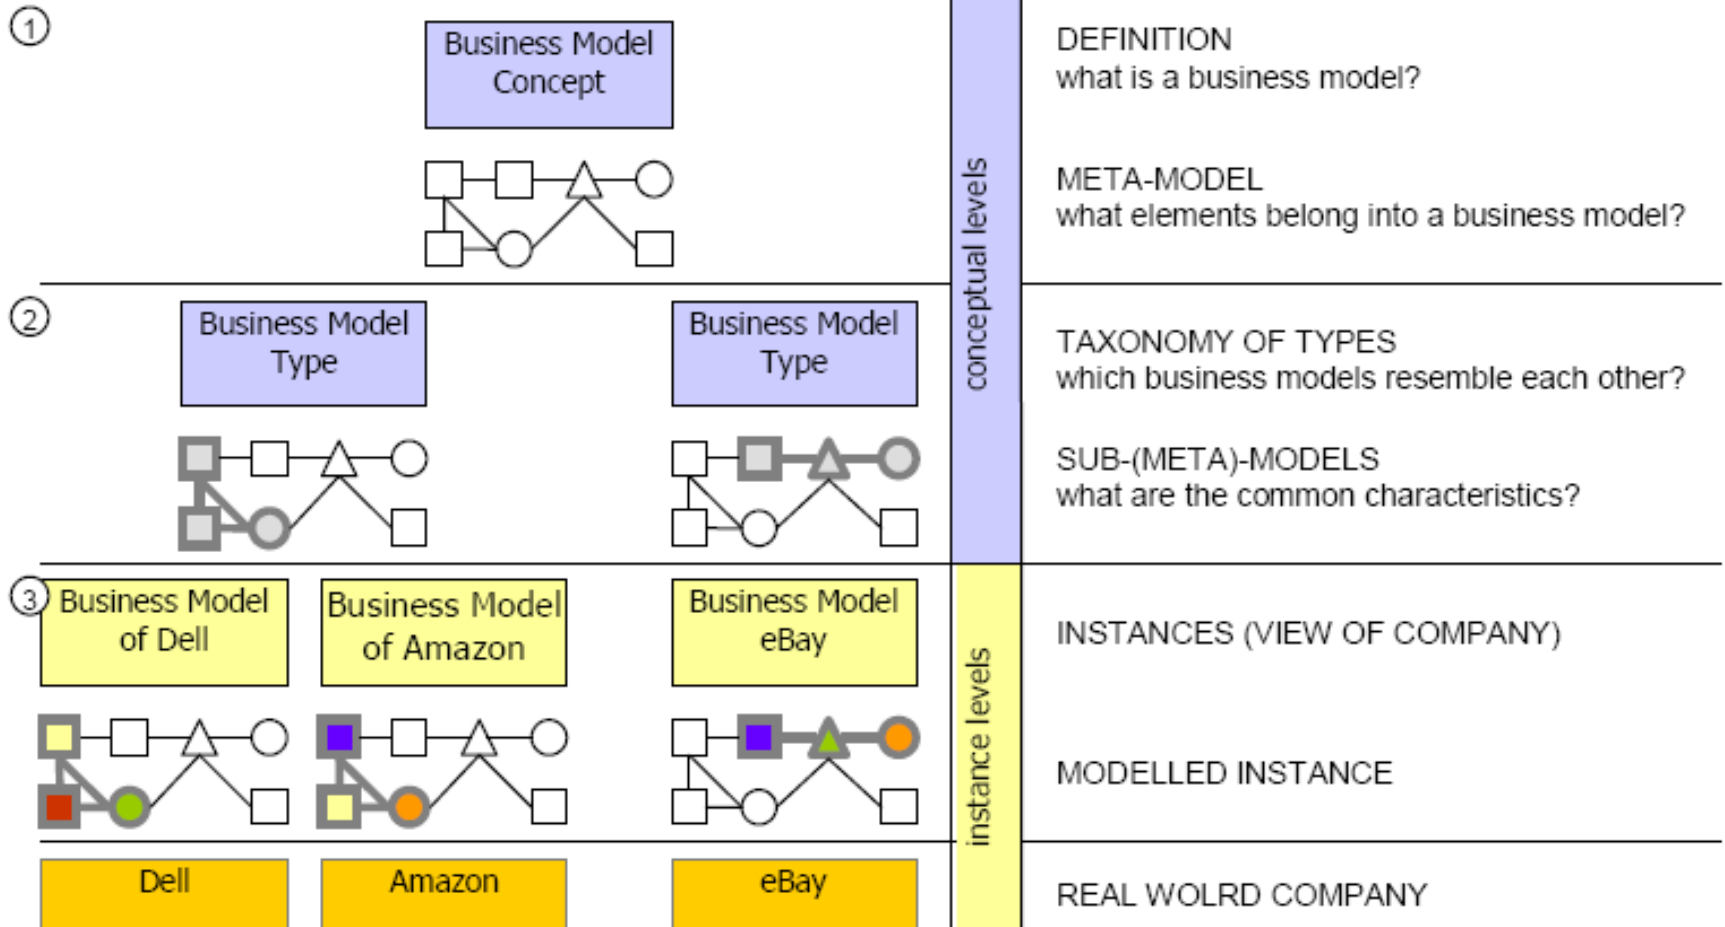 1
Business Model
Concept
DEFINITION
what is a business model?
META-MODEL
what elements belong into a business model?
conceptual levels
2
Business Model
Type
Business Model
Type
TAXONOMY OF TYPES
which business models resemble each other?
SUB-(META)-MODELS
what are the common characteristics?
3
Business Model
of Dell
Business Model
of Amazon
Business Model
eBay
INSTANCES (VIEW OF COMPANY)
instance levels
MODELLED INSTANCE
Dell
Amazon
eBay
REAL WOLRD COMPANY